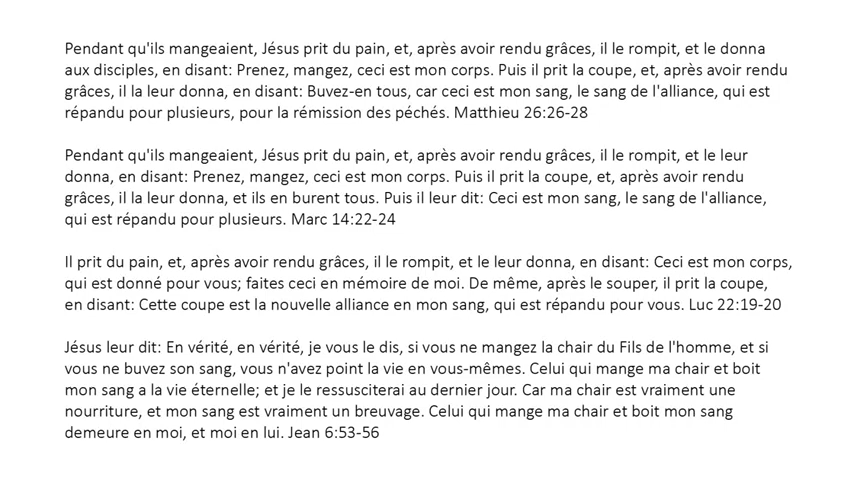 Pendant qu'ils mangeaient, Jésus prit du pain, et, après avoir rendu grâces, il le rompit, et le donna
aux disciples, en disant: Prenez, mangez, ceci est mon corps. Puis il prit la coupe, et, après avoir rendu
grâces, il la leur donna, en disant: Buvez-en tous, car ceci est mon sang, le sang de l'alliance, qui est
répandu pour plusieurs, pour la rémission des péchés. Matthieu 26:26-28
Pendant qu'ils mangeaient, Jésus prit du pain, et, après avoir rendu grâces, il le rompit, et le leur
donna, en disant: Prenez, mangez, ceci est mon corps. Puis il prit la coupe, et, après avoir rendu
grâces, il la leur donna, et ils en burent tous. Puis il leur dit: Ceci est mon sang, le sang de l'alliance,
qui est répandu pour plusieurs. Marc 14:22-24
Il prit du pain, et, après avoir rendu grâces, il le rompit, et le leur donna, en disant: Ceci est mon corps,
qui est donné pour vous; faites ceci en mémoire de moi. De même, après le souper, il prit la coupe,
en disant: Cette coupe est la nouvelle alliance en mon sang, qui est répandu pour vous. Luc 22:19-20
Jésus leur dit: En vérité, en vérité, je vous le dis, si vous ne mangez la chair du Fils de l'homme, et si
vous ne buvez son sang, vous n'avez point la vie en vous-mêmes. Celui qui mange ma chair et boit
mon sang a la vie éternelle; et je le ressusciterai au dernier jour. Car ma chair est vraiment une
nourriture, et mon sang est vraiment un breuvage. Celui qui mange ma chair et boit mon sang
demeure en moi, et moi en lui. Jean 6:53-56